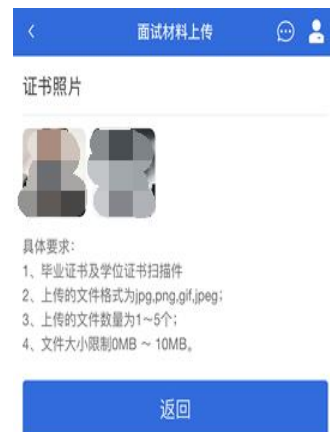 面试材料上传
证书照片
具体要求：
1、毕业证书及学位证书扫描件
2、上传的文件格式为jpg,png,gif,jpeg；
3、上传的文件数量为1～5个；
4、文件大小限制0MB ～ 10MB。
返回